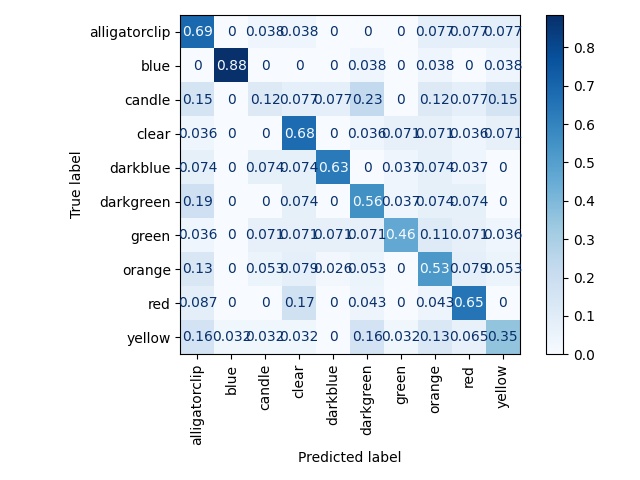 alligatorclip 0.69 0 0.038 0.038 0 0 0 0.077 0.077 0.077
blue 0 0.88 0 0 0 0.038 0 0.038 0 0.038
candle 0.15 0 0.12 0.077 0.077 0.23 0 0.12 0.077 0.15
clear 0.036 0 0 0.68 0 0.036 0.071 0.071 0.036 0.071
darkblue 0.074 0 0.074 0.074 0.63 0 0.037 0.074 0.037 0
darkgreen 0.19 0 0 0.074 0 0.56 0.037 0.074 0.074 0
green 0.036 0 0.071 0.071 0.071 0.071 0.46 0.11 0.071 0.036
orange 0.13 0 0.053 0.079 0.026 0.053 0 0.53 0.079 0.053
red 0.087 0 0 0.17 0 0.043 0 0.043 0.65 0
yellow 0.16 0.032 0.032 0.032 0 0.16 0.032 0.13 0.065 0.35
True label
alligatorclip
blue
candle
clear
darkblue
darkgreen
green
orange
red
yellow
Predicted label
0.8
0.7
0.6
0.5
0.4
0.3
0.2
0.1
0.0